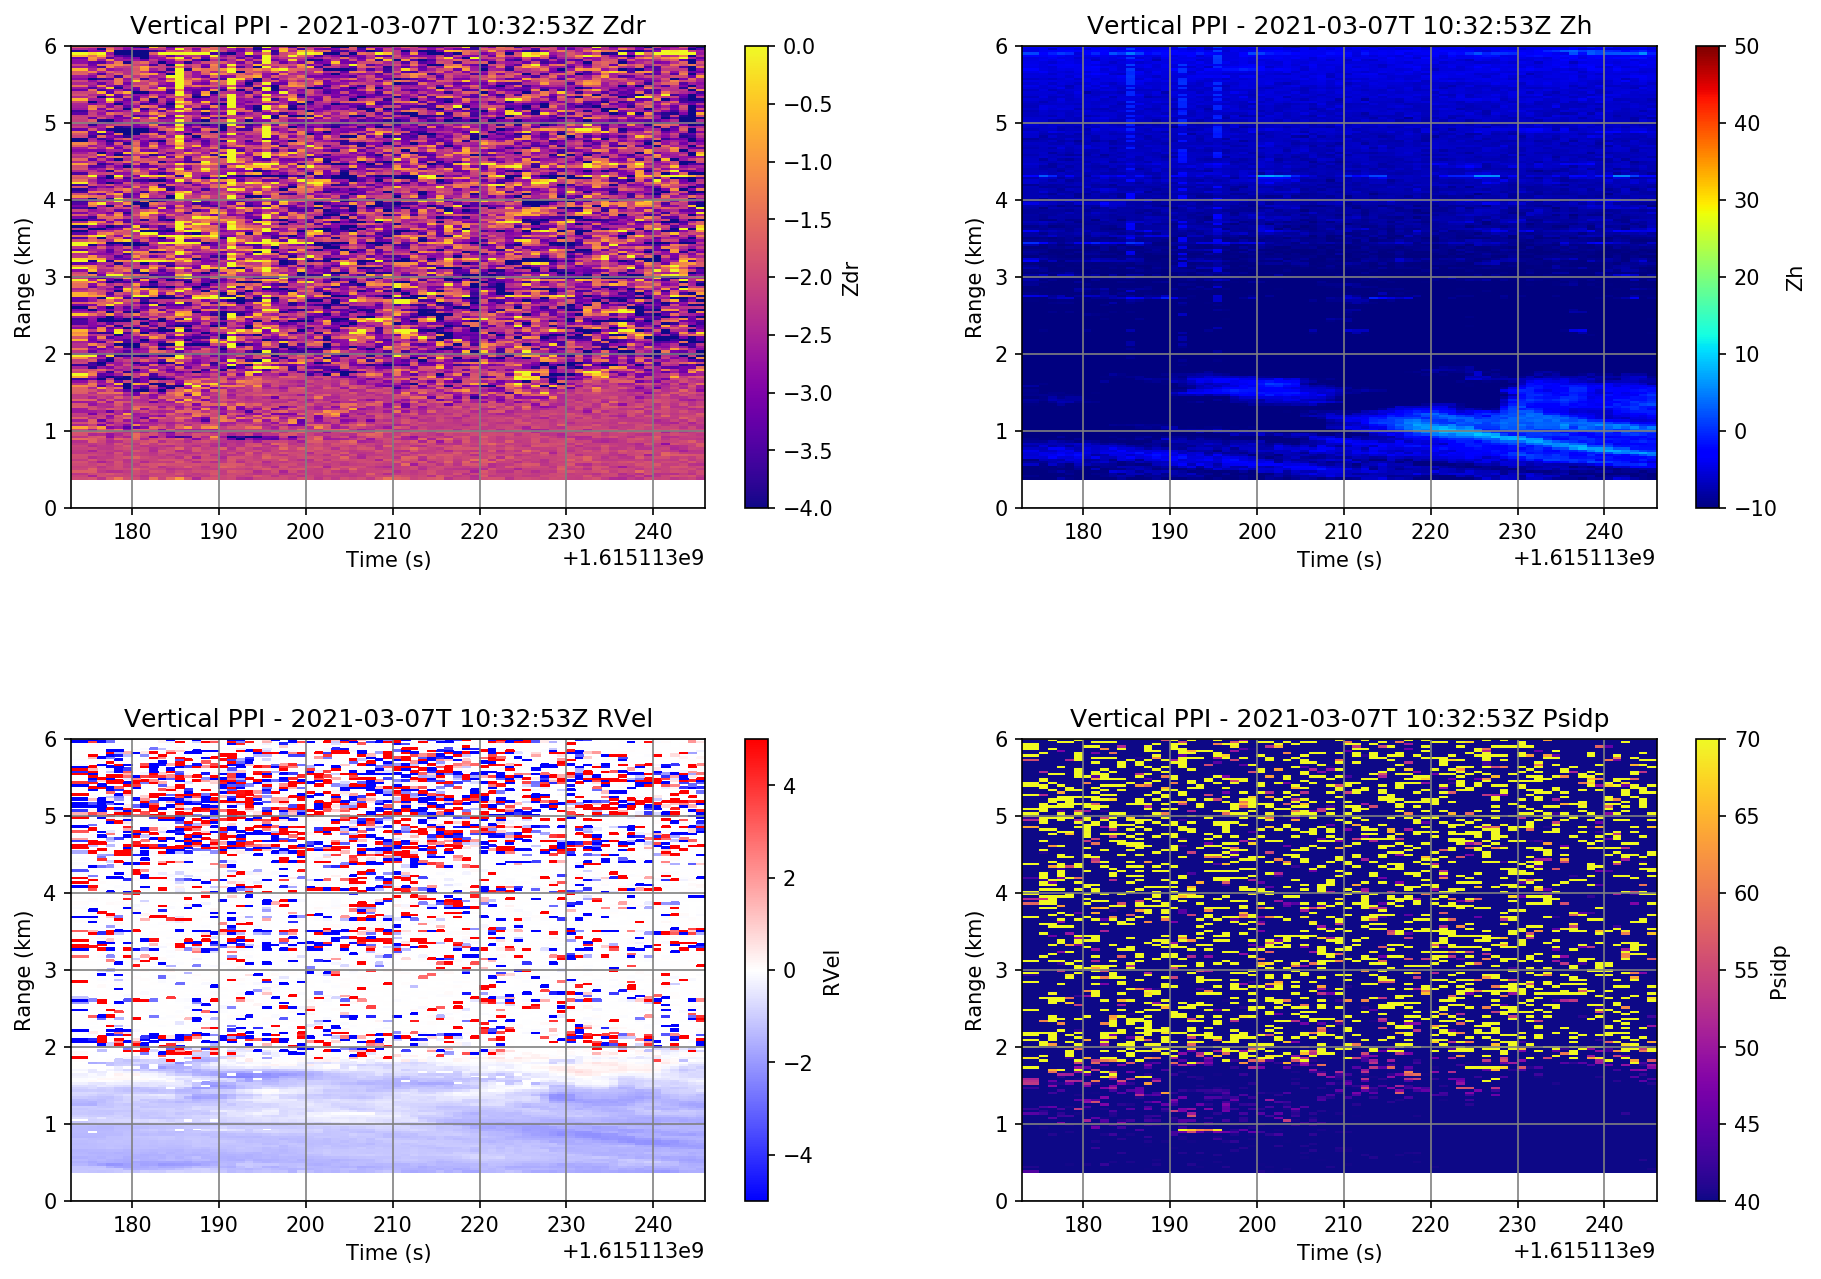 Vertical PPI - 2021-03-07T 10:32:53Z Zdr
6
5
4
3
2
1
0
Range (km)
180 190 200 210 220 230 240
Time (s)
+1.615113e9
0.0
−0.5
−1.0
−1.5
−2.0
−2.5
−3.0
−3.5
−4.0
Zdr
Vertical PPI - 2021-03-07T 10:32:53Z Zh
6
5
4
3
2
1
0
Range (km)
180 190 200 210 220 230 240
Time (s)
+1.615113e9
50
40
30
20
10
0
−10
Zh
Vertical PPI - 2021-03-07T 10:32:53Z RVel
6
5
4
3
2
1
0
Range (km)
180 190 200 210 220 230 240
Time (s)
+1.615113e9
4
2
0
−2
−4
RVel
Vertical PPI - 2021-03-07T 10:32:53Z Psidp
6
5
4
3
2
1
0
Range (km)
180 190 200 210 220 230 240
Time (s)
+1.615113e9
70
65
60
55
50
45
40
Psidp